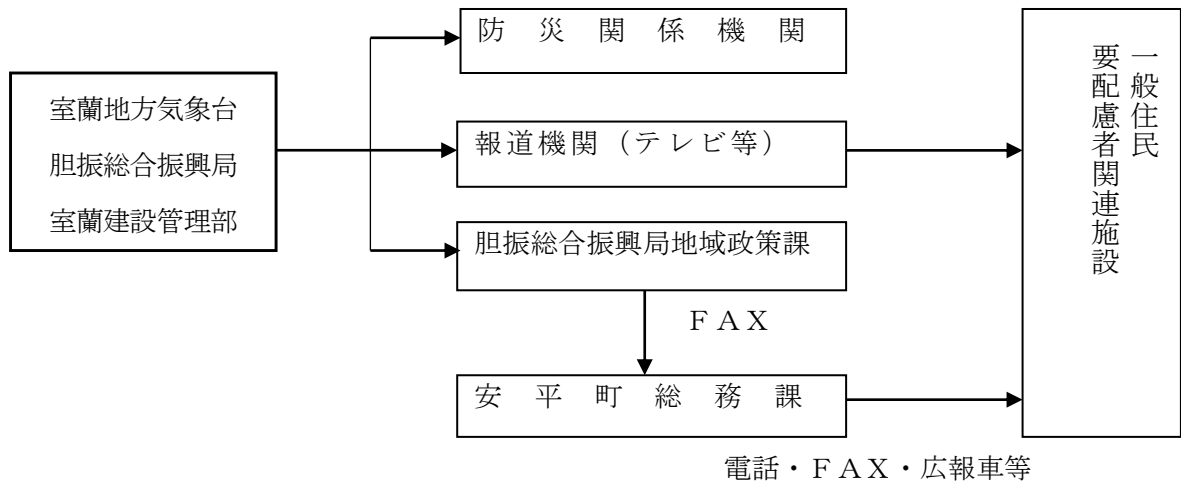 防災関係機関
室蘭地方気象台
胆振総合振興局
室蘭建設管理部
報道機関（テレビ等）
胆振総合振興局地域政策課
ＦＡＸ
安平町総務課
電話・ＦＡＸ・広報車等
一般住民
要配慮者関連施設